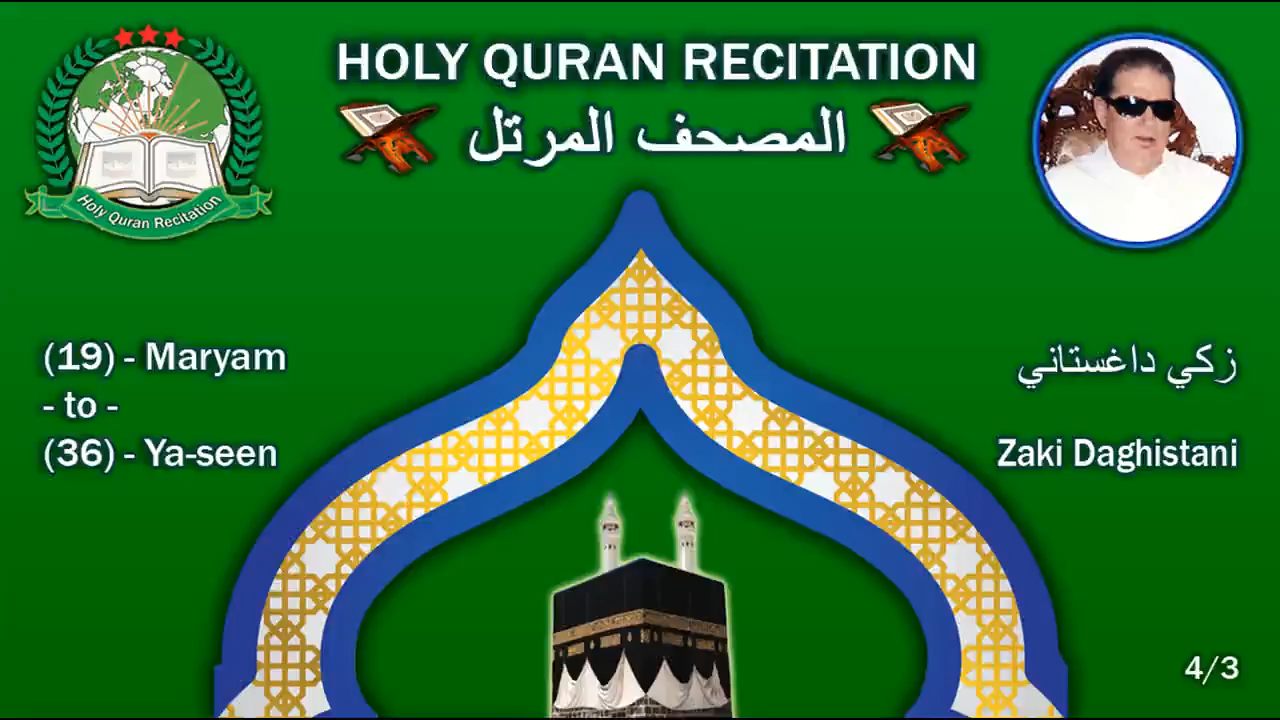 HOLY QURAN RECITATION
المصحف المرتل
Holy Quran Recitation
(19) - Maryam
- to -
(36) - Ya-seen
زكي داغستاني
Zaki Daghistani
4/3